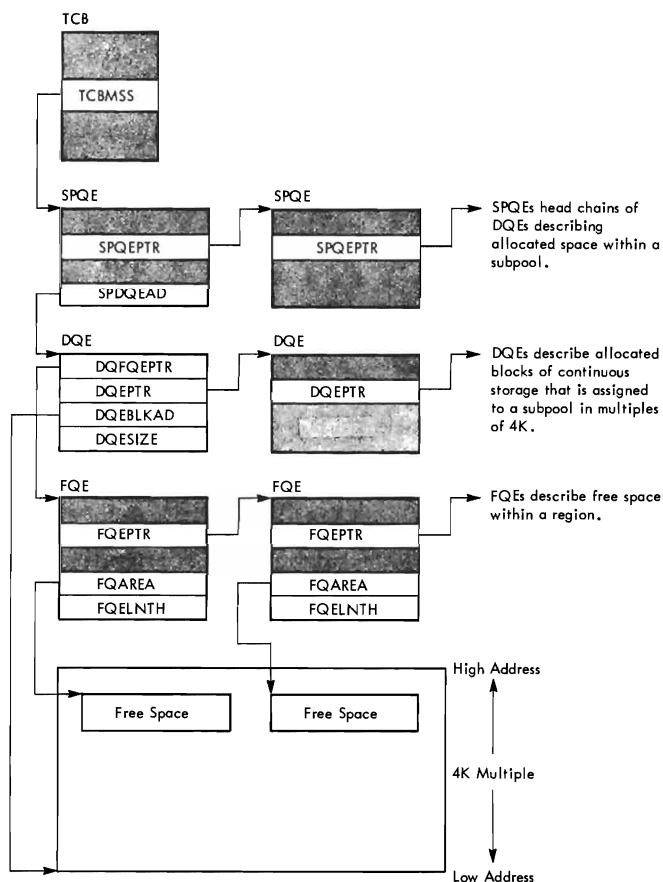 TCB
TCBMSS
SPQE
SPQEPTR
SPDQEAD
SPQE
SPQEPTR
SPQEs head chains of
DQEs describing
allocated space within a
subpool.
DQE
DQFQEPTR
DQEPTR
DQEBLKAD
DQESIZE
DQE
DQEPTR
DQEs describe allocated
blocks of continuous
storage that is assigned
to a subpool in multiples
of 4K.
FQE
FQEPTR
FQAREA
FQELNTH
FQE
FQEPTR
FQAREA
FQELNTH
FQEs describe free space
within a region.
High Address
Free Space
Free Space
4K Multiple
Low Address